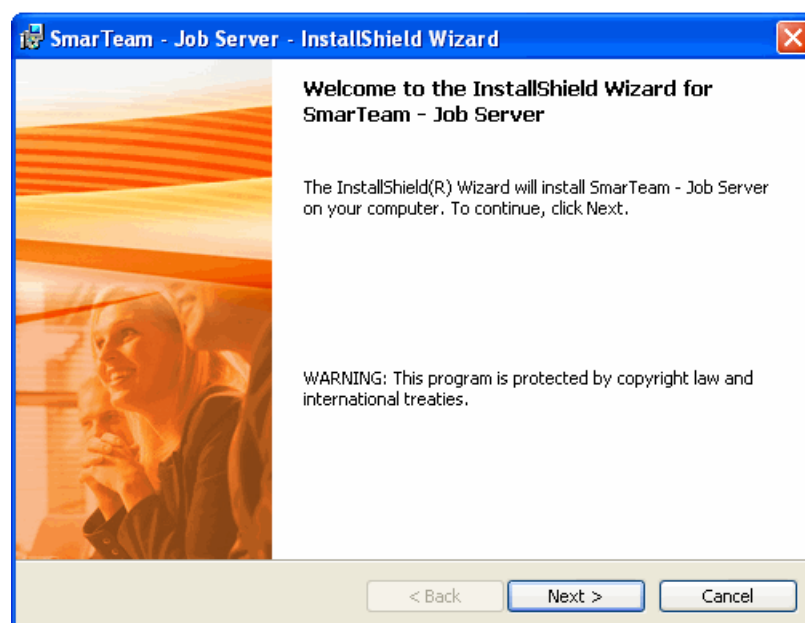 SmarTeam - Job Server - InstallShield Wizard
Welcome to the InstallShield Wizard for
SmarTeam - Job Server
The InstallShield(R) Wizard will install SmarTeam - Job Server
on your computer. To continue, click Next.
WARNING: This program is protected by copyright law and
international treaties.
< Back Next > Cancel